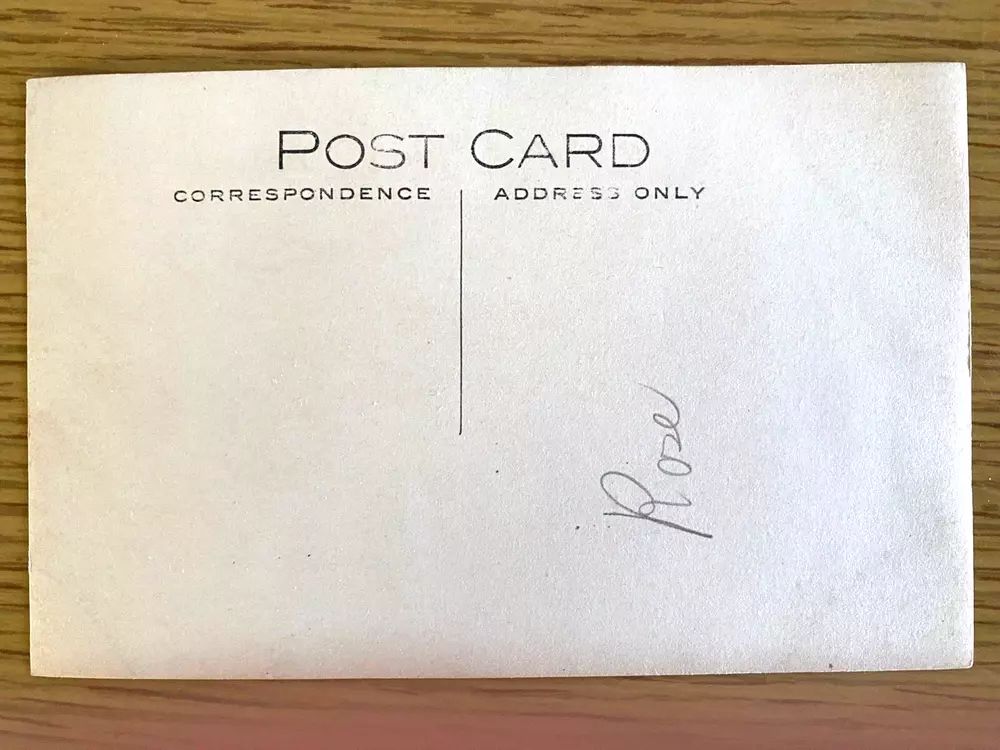 POST CARD
CORRESPONDENCE
ADDRESS ONLY
Rose